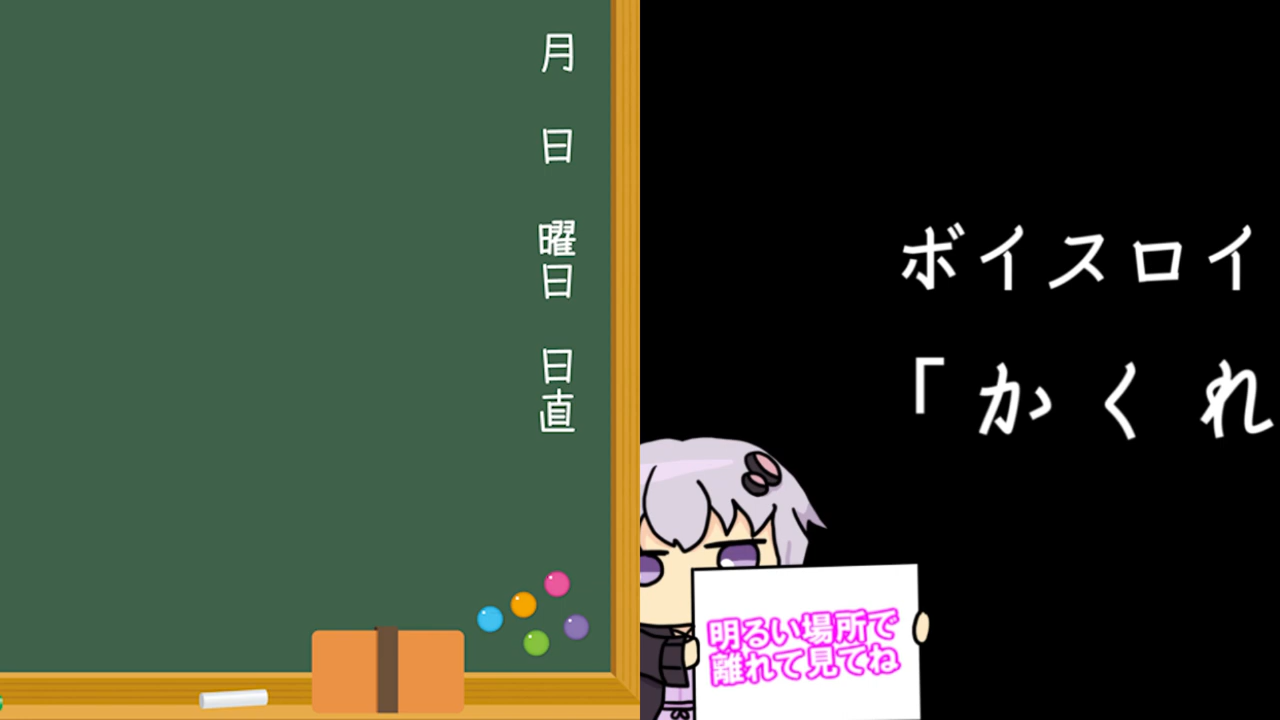 月 日 曜日 日直
ボイスロイ
「かくれ
明るい場所で
離れて見てね